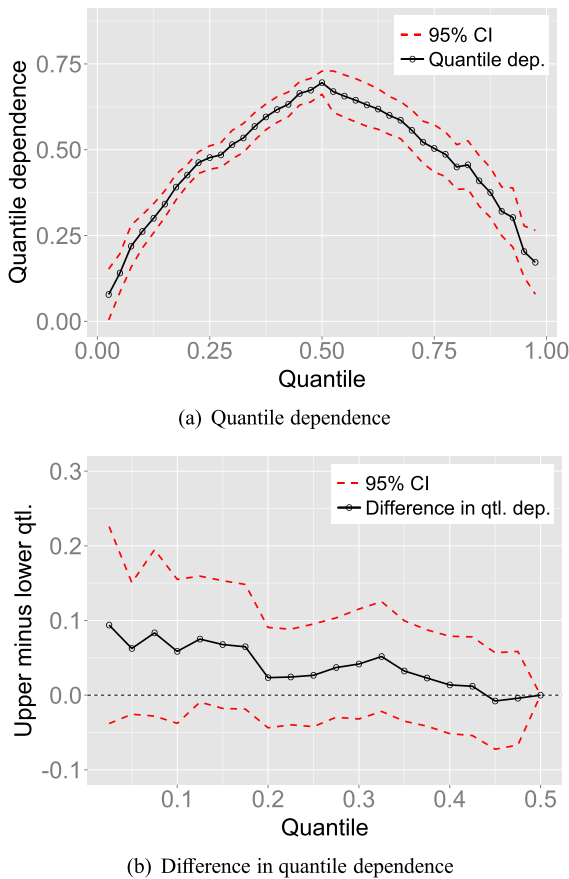 95% CI
Quantile dep.
Quantile dependence
0.75
0.50
0.25
0.00
0.00 0.25 0.50 0.75 1.00
Quantile
(a) Quantile dependence
95% CI
Difference in qtl. dep.
Upper minus lower qtl.
0.3
0.2
0.1
0.0
-0.1
0.1 0.2 0.3 0.4 0.5
Quantile
(b) Difference in quantile dependence